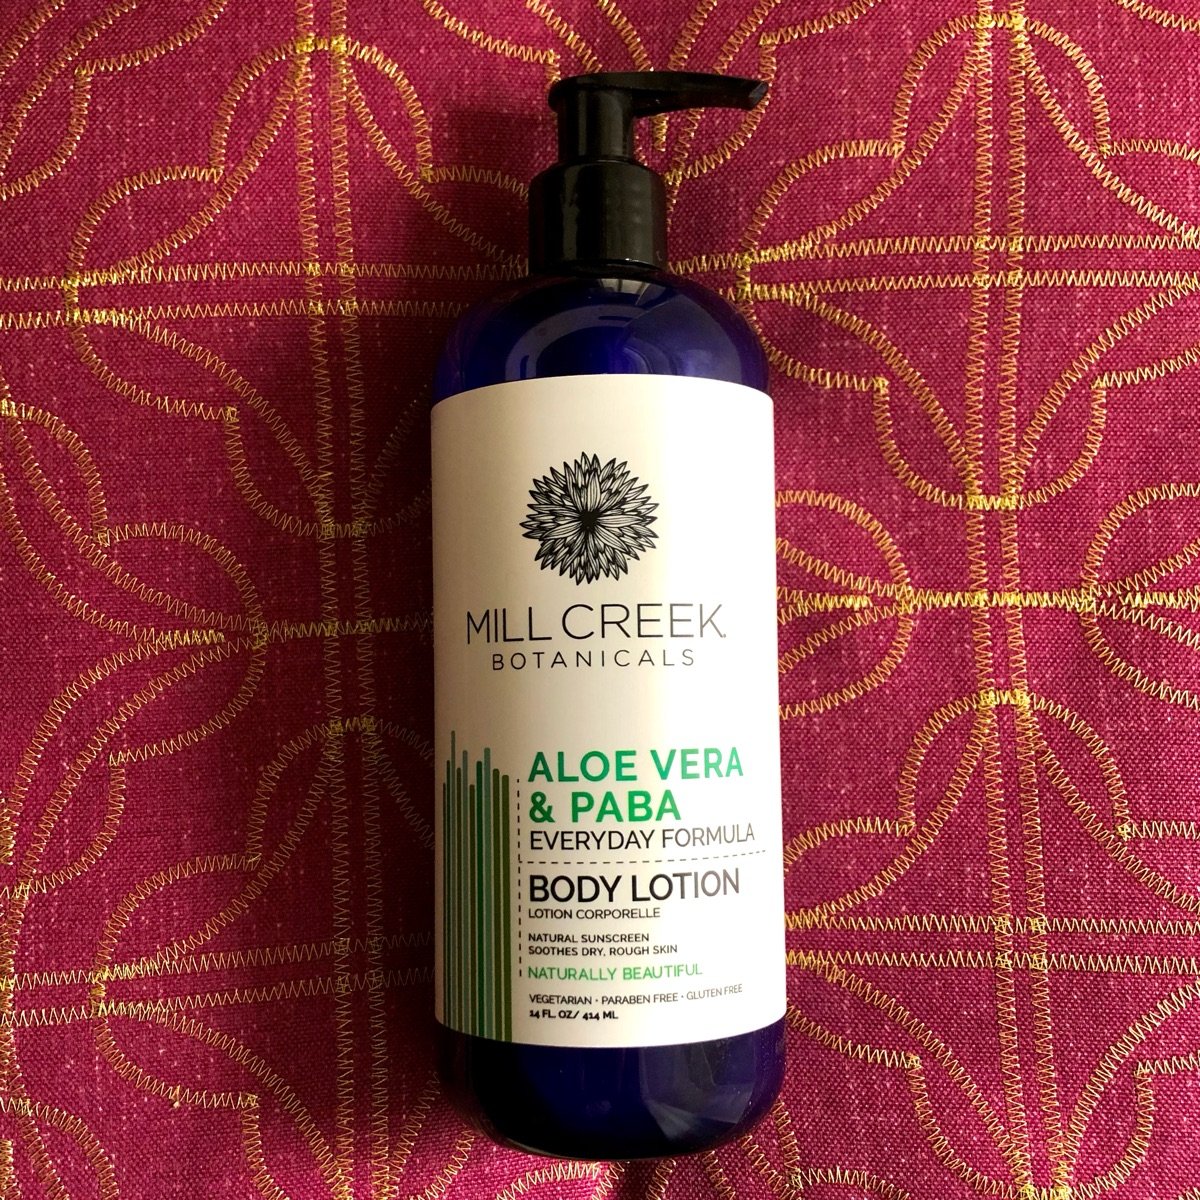 MILL CREEK.
BOTANICALS
ALOE VERA
& PABA
EVERYDAY FORMULA
BODY LOTION
LOTION CORPORELLE
NATURAL SUNSCREEN
SOOTHES DRY, ROUGH SKIN
NATURALLY BEAUTIFUL
VEGETARIAN • PARABEN FREE • GLUTEN FREE
14 FL. OZ/ 414 ML